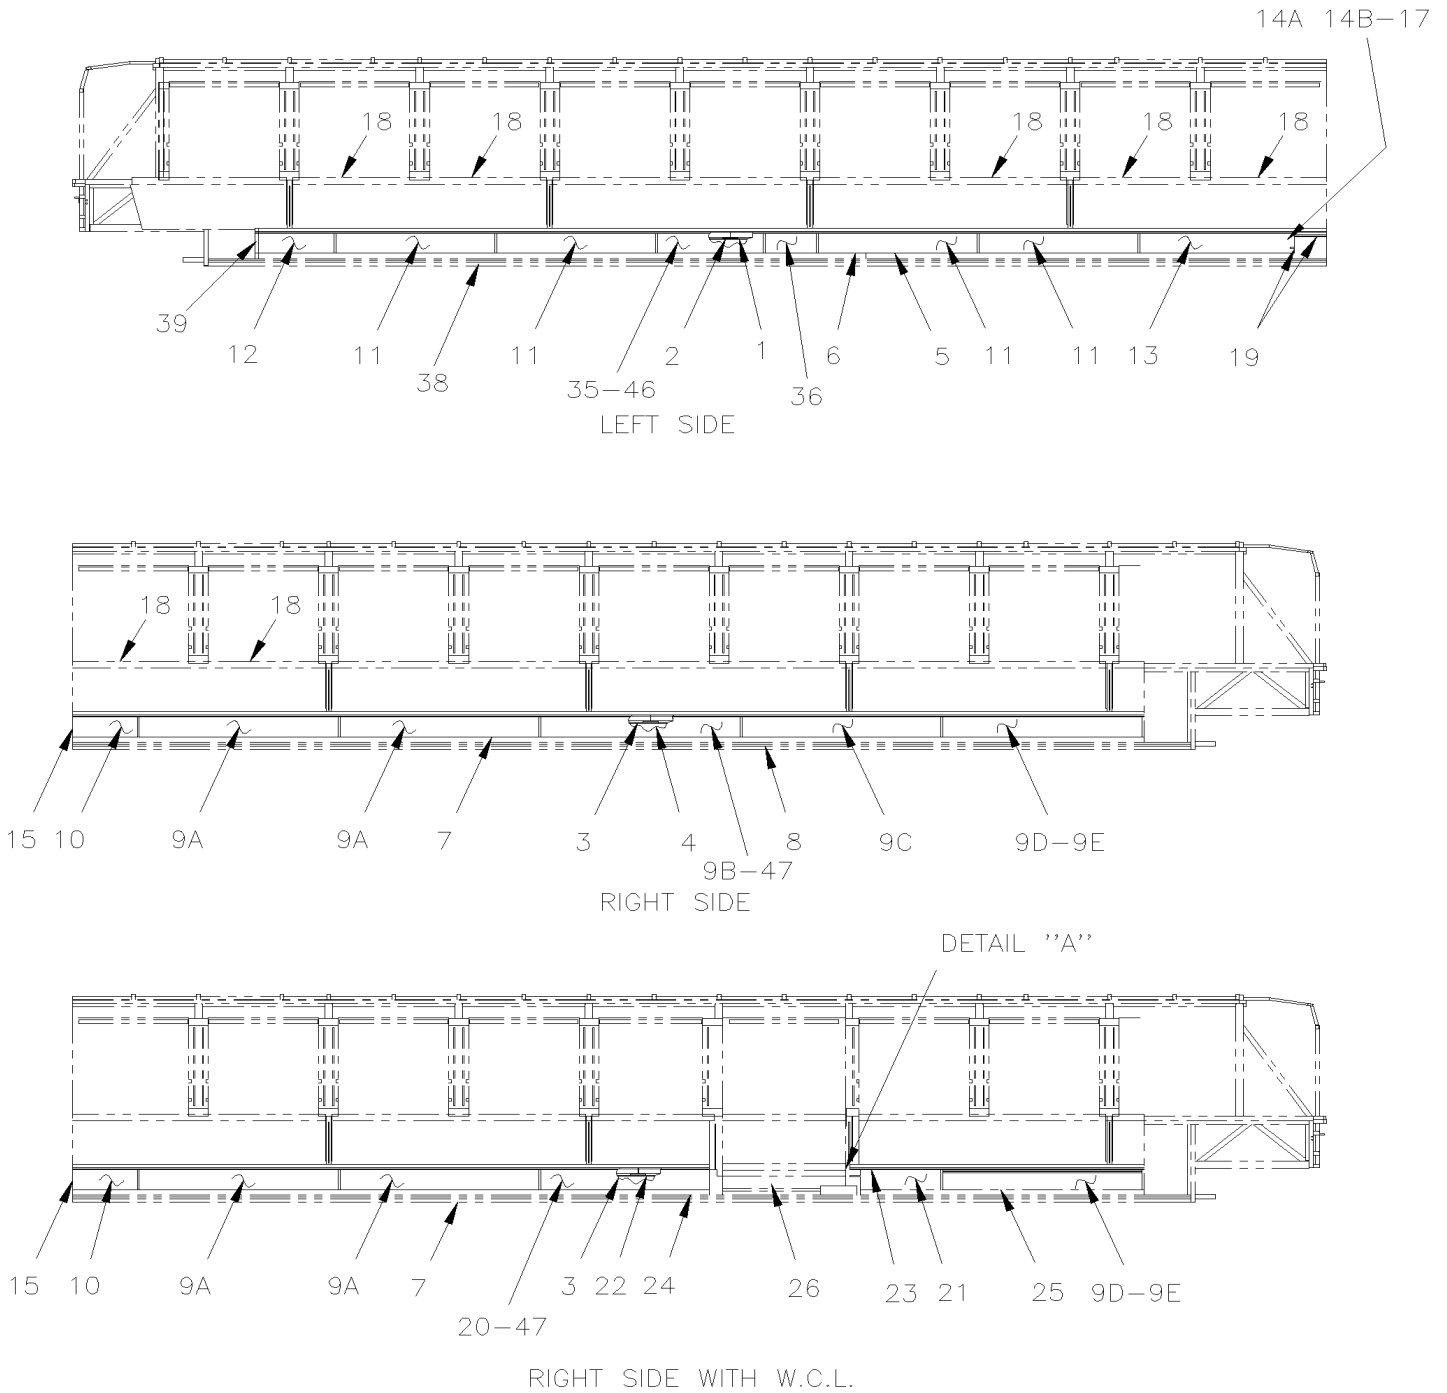 14A 14B-17
18 18 18 18 18
39
12 11 11 2 1 6 5 11 11 13 19
38 35-46 36
LEFT SIDE
18 18
15 10 9A 9A 7 3 4 8 9C 9D-9E
9B-47
RIGHT SIDE
DETAIL ’’A’’
15 10 9A 9A 7 3 22 24 26 23 21 25 9D-9E
20-47
RIGHT SIDE WITH W.C.L.